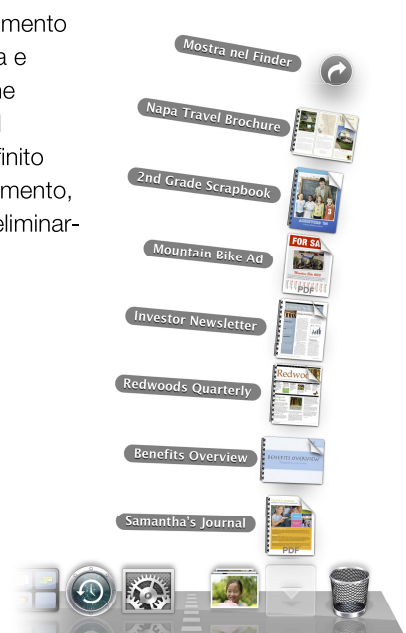 mento
a e
ne
finito
mento,
eliminar-
Mostra nel Finder
Napa Travel Brochure
2nd Grade Scrapbook
Mountain Bike Ad
FOR SA
PDF
Investor Newsletter
Redwoods Quarterly
Redwoo
Benefits Overview
BENEFITS OVERVIEW
Samantha's Journal
PDF